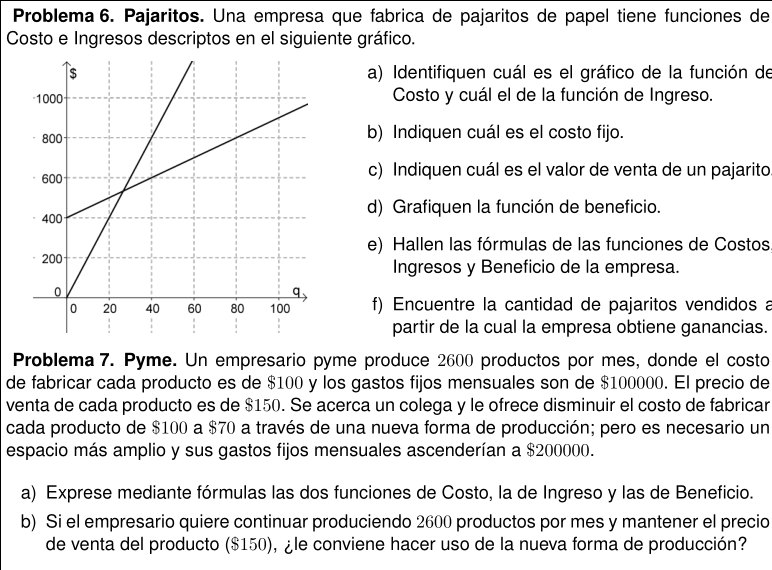 Problema 6. Pajaritos. Una empresa que fabrica de pajaritos de papel tiene funciones de
Costo e Ingresos descriptos en el siguiente gráfico.
$
1000
800
600
400
200
0
0 20 40 60 80 100
q
a) Identifiquen cuál es el gráfico de la función de
Costo y cuál el de la función de Ingreso.
b) Indiquen cuál es el costo fijo.
c) Indiquen cuál es el valor de venta de un pajarito.
d) Grafiquen la función de beneficio.
e) Hallen las fórmulas de las funciones de Costos,
Ingresos y Beneficio de la empresa.
f) Encuentre la cantidad de pajaritos vendidos a
partir de la cual la empresa obtiene ganancias.
Problema 7. Pyme. Un empresario pyme produce 2600 productos por mes, donde el costo
de fabricar cada producto es de $100 y los gastos fijos mensuales son de $100000. El precio de
venta de cada producto es de $150. Se acerca un colega y le ofrece disminuir el costo de fabricar
cada producto de $100 a $70 a través de una nueva forma de producción; pero es necesario un
espacio más amplio y sus gastos fijos mensuales ascenderían a $200000.
a) Exprese mediante fórmulas las dos funciones de Costo, la de Ingreso y las de Beneficio.
b) Si el empresario quiere continuar produciendo 2600 productos por mes y mantener el precio
de venta del producto ($150), ¿le conviene hacer uso de la nueva forma de producción?